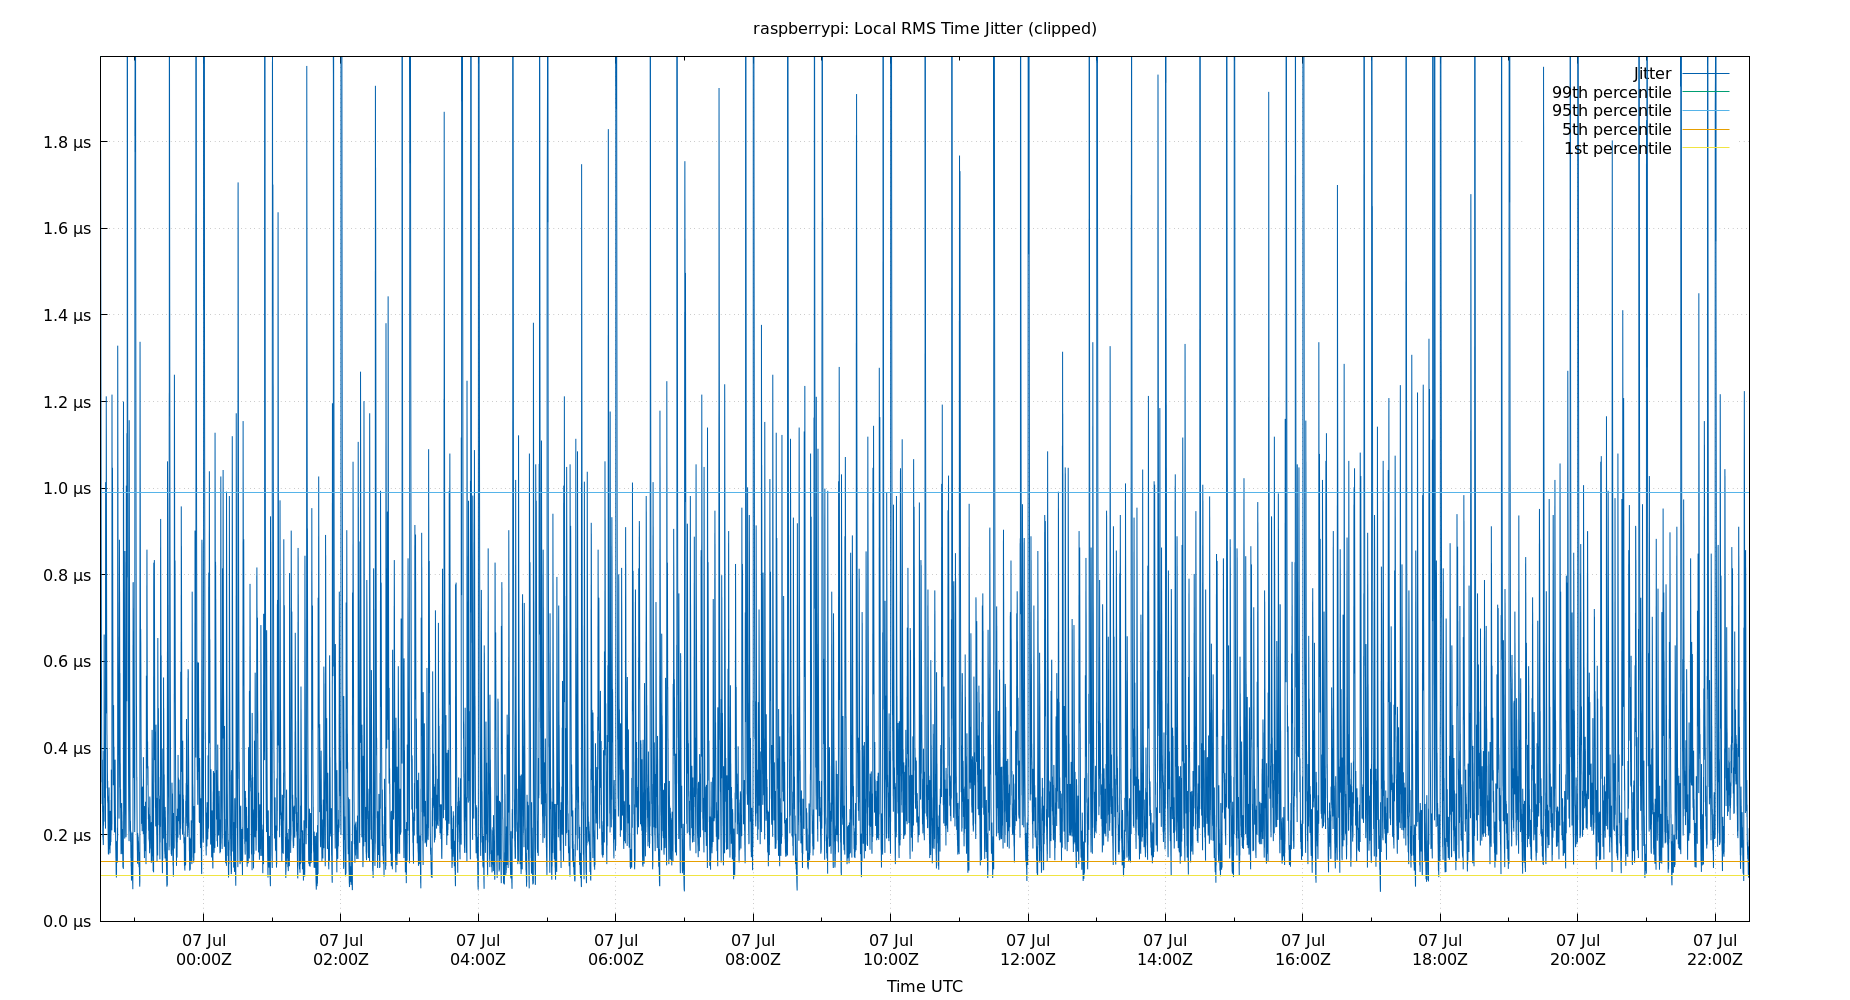 raspberrypi: Local RMS Time Jitter (clipped)
Jitter
99th percentile
95th percentile
5th percentile
1st percentile
1.8 µs
1.6 µs
1.4 µs
1.2 µs
1.0 µs
0.8 µs
0.6 µs
0.4 µs
0.2 µs
0.0 µs
07 Jul 07 Jul 07 Jul 07 Jul 07 Jul 07 Jul 07 Jul 07 Jul 07 Jul 07 Jul 07 Jul 07 Jul
00:00Z 02:00Z 04:00Z 06:00Z 08:00Z 10:00Z 12:00Z 14:00Z 16:00Z 18:00Z 20:00Z 22:00Z
Time UTC